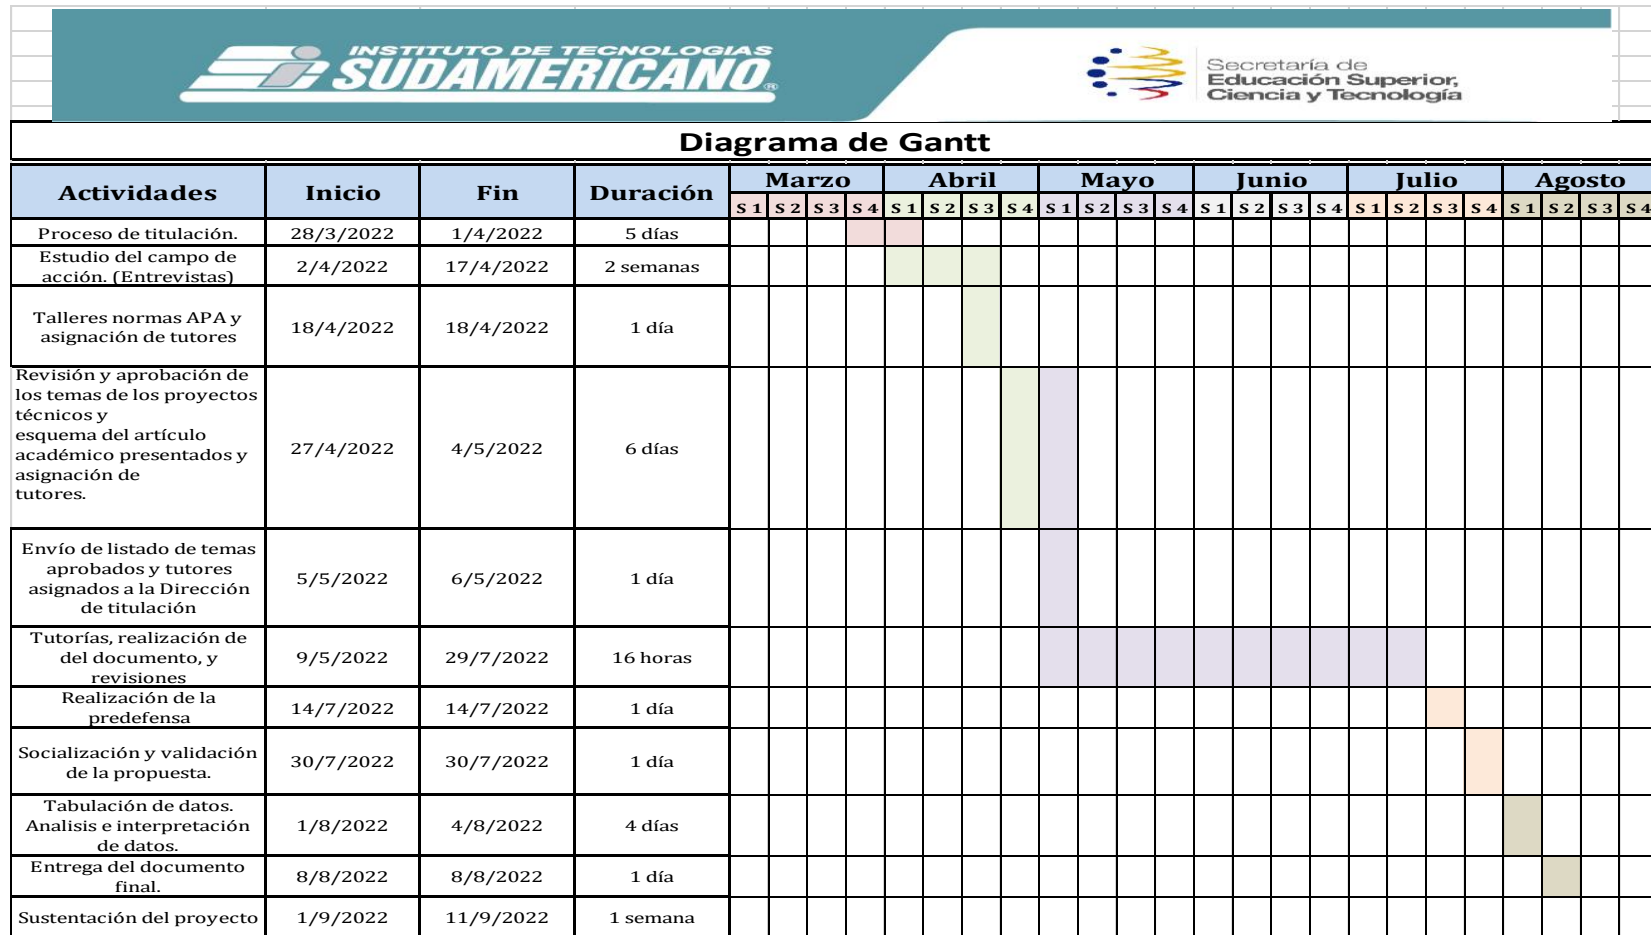 INSTITUTO DE TECNOLOGIAS
SUDAMERICANO®
Secretaría de
Educación Superior,
Ciencia y Tecnología
Diagrama de Gantt
Actividades Inicio Fin Duración Marzo Abril Mayo Junio Julio Agosto
S 1 S 2 S 3 S 4 S 1 S 2 S 3 S 4 S 1 S 2 S 3 S 4 S 1 S 2 S 3 S 4 S 1 S 2 S 3 S 4 S 1 S 2 S 3 S 4
Proceso de titulación. 28/3/2022 1/4/2022 5 días
Estudio del campo de
acción. (Entrevistas) 2/4/2022 17/4/2022 2 semanas
Talleres normas APA y
asignación de tutores 18/4/2022 18/4/2022 1 día
Revisión y aprobación de
los temas de los proyectos
técnicos y
esquema del artículo
académico presentados y
asignación de
tutores. 27/4/2022 4/5/2022 6 días
Envío de listado de temas
aprobados y tutores
asignados a la Dirección
de titulación 5/5/2022 6/5/2022 1 día
Tutorías, realización de
del documento, y
revisiones 9/5/2022 29/7/2022 16 horas
Realización de la
predefensa 14/7/2022 14/7/2022 1 día
Socialización y validación
de la propuesta. 30/7/2022 30/7/2022 1 día
Tabulación de datos.
Analisis e interpretación
de datos. 1/8/2022 4/8/2022 4 días
Entrega del documento
final. 8/8/2022 8/8/2022 1 día
Sustentación del proyecto 1/9/2022 11/9/2022 1 semana